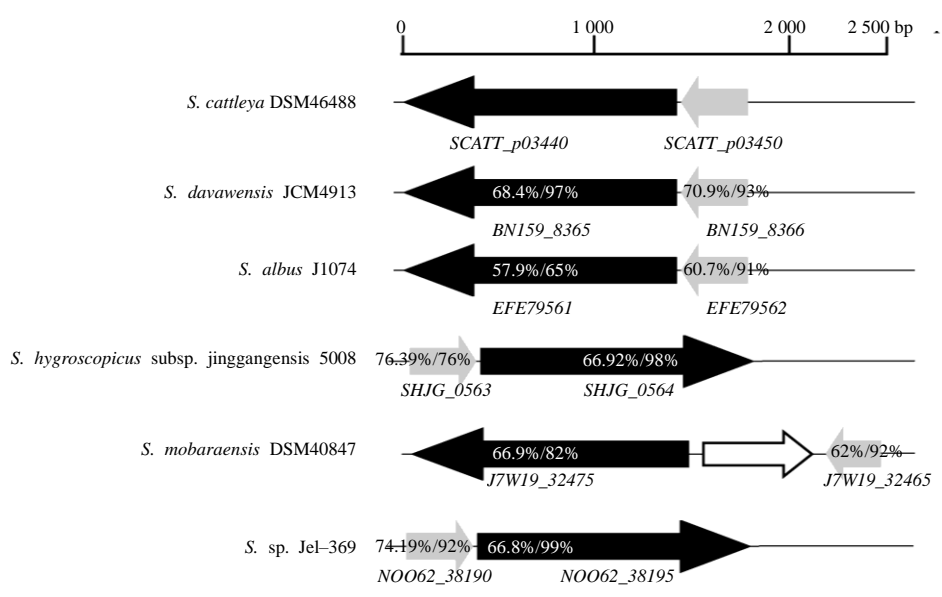 0 1 000 2 000 2 500 bp
S. cattleya DSM46488
SCATT_p03440 SCATT_p03450
S. davawensis JCM4913 68.4%/97% 70.9%/93%
BN159_8365 BN159_8366
S. albus J1074 57.9%/65% 60.7%/91%
EFE79561 EFE79562
S. hygroscopicus subsp. jinggangensis 5008 76.39%/76% 66.92%/98%
SHJG_0563 SHJG_0564
S. mobaraensis DSM40847 66.9%/82% 62%/92%
J7W19_32475 J7W19_32465
S. sp. Jel–369 74.19%/92% 66.8%/99%
NOO62_38190 NOO62_38195